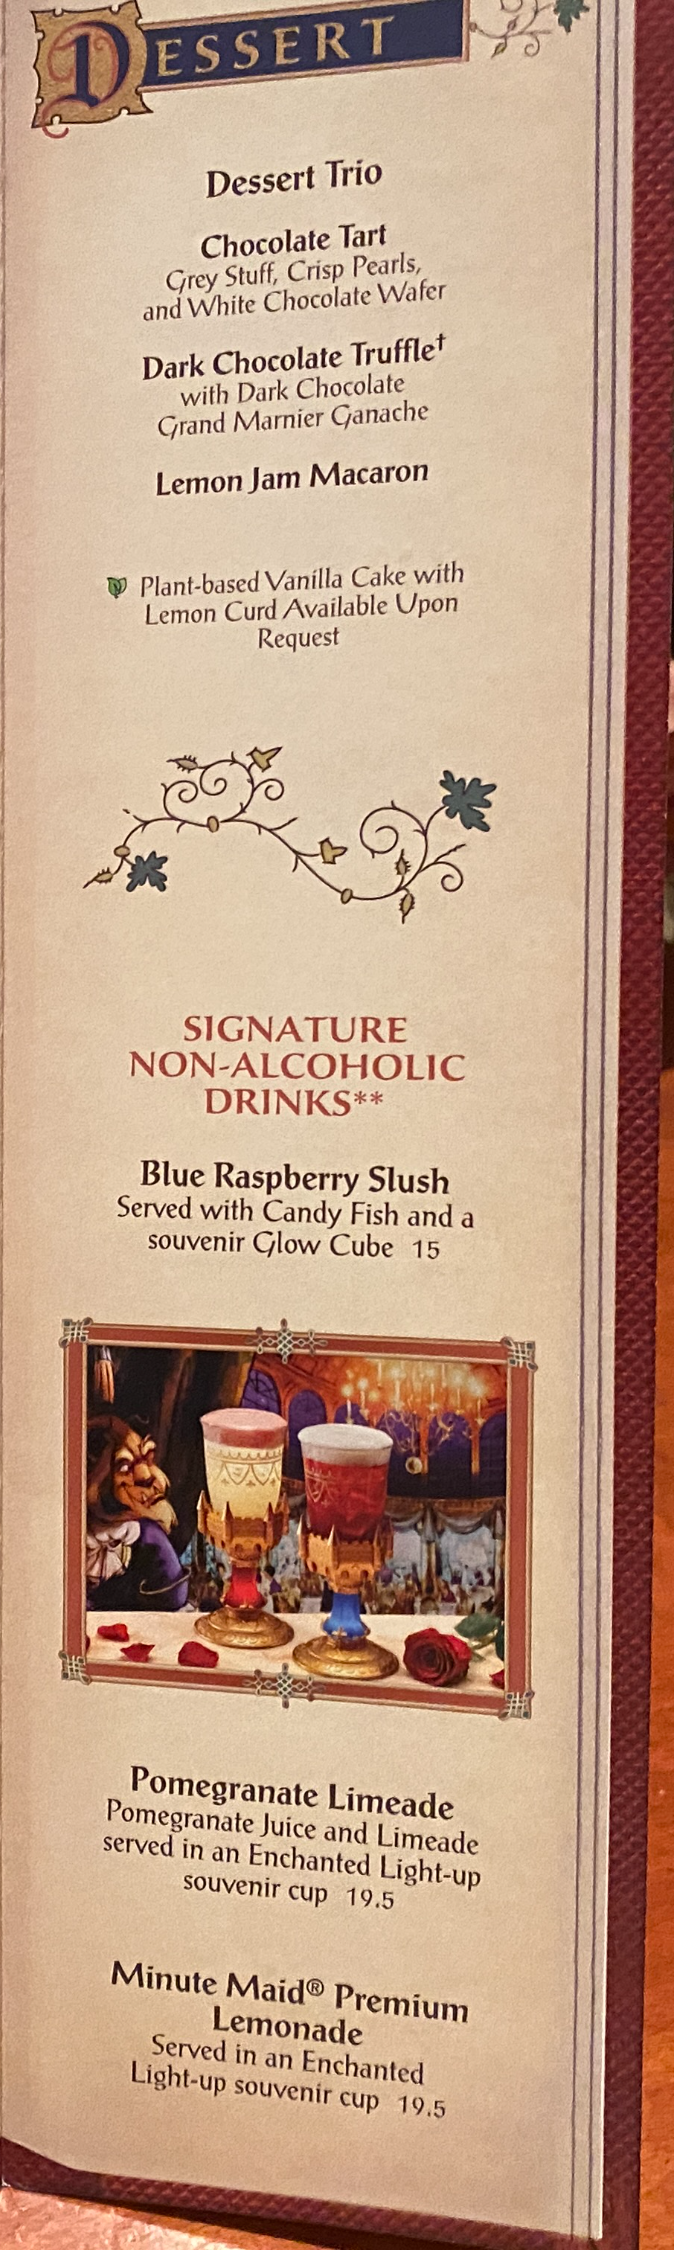 DESSERT
Dessert Trio
Chocolate Tart
Grey Stuff, Crisp Pearls,
and White Chocolate Wafer
Dark Chocolate Truffle†
with Dark Chocolate
Grand Marnier Ganache
Lemon Jam Macaron
Plant-based Vanilla Cake with
Lemon Curd Available Upon
Request
SIGNATURE
NON-ALCOHOLIC
DRINKS**
Blue Raspberry Slush
Served with Candy Fish and a
souvenir Glow Cube 15
Pomegranate Limeade
Pomegranate Juice and Limeade
served in an Enchanted Light-up
souvenir cup 19.5
Minute Maid® Premium
Lemonade
Served in an Enchanted
Light-up souvenir cup 19.5